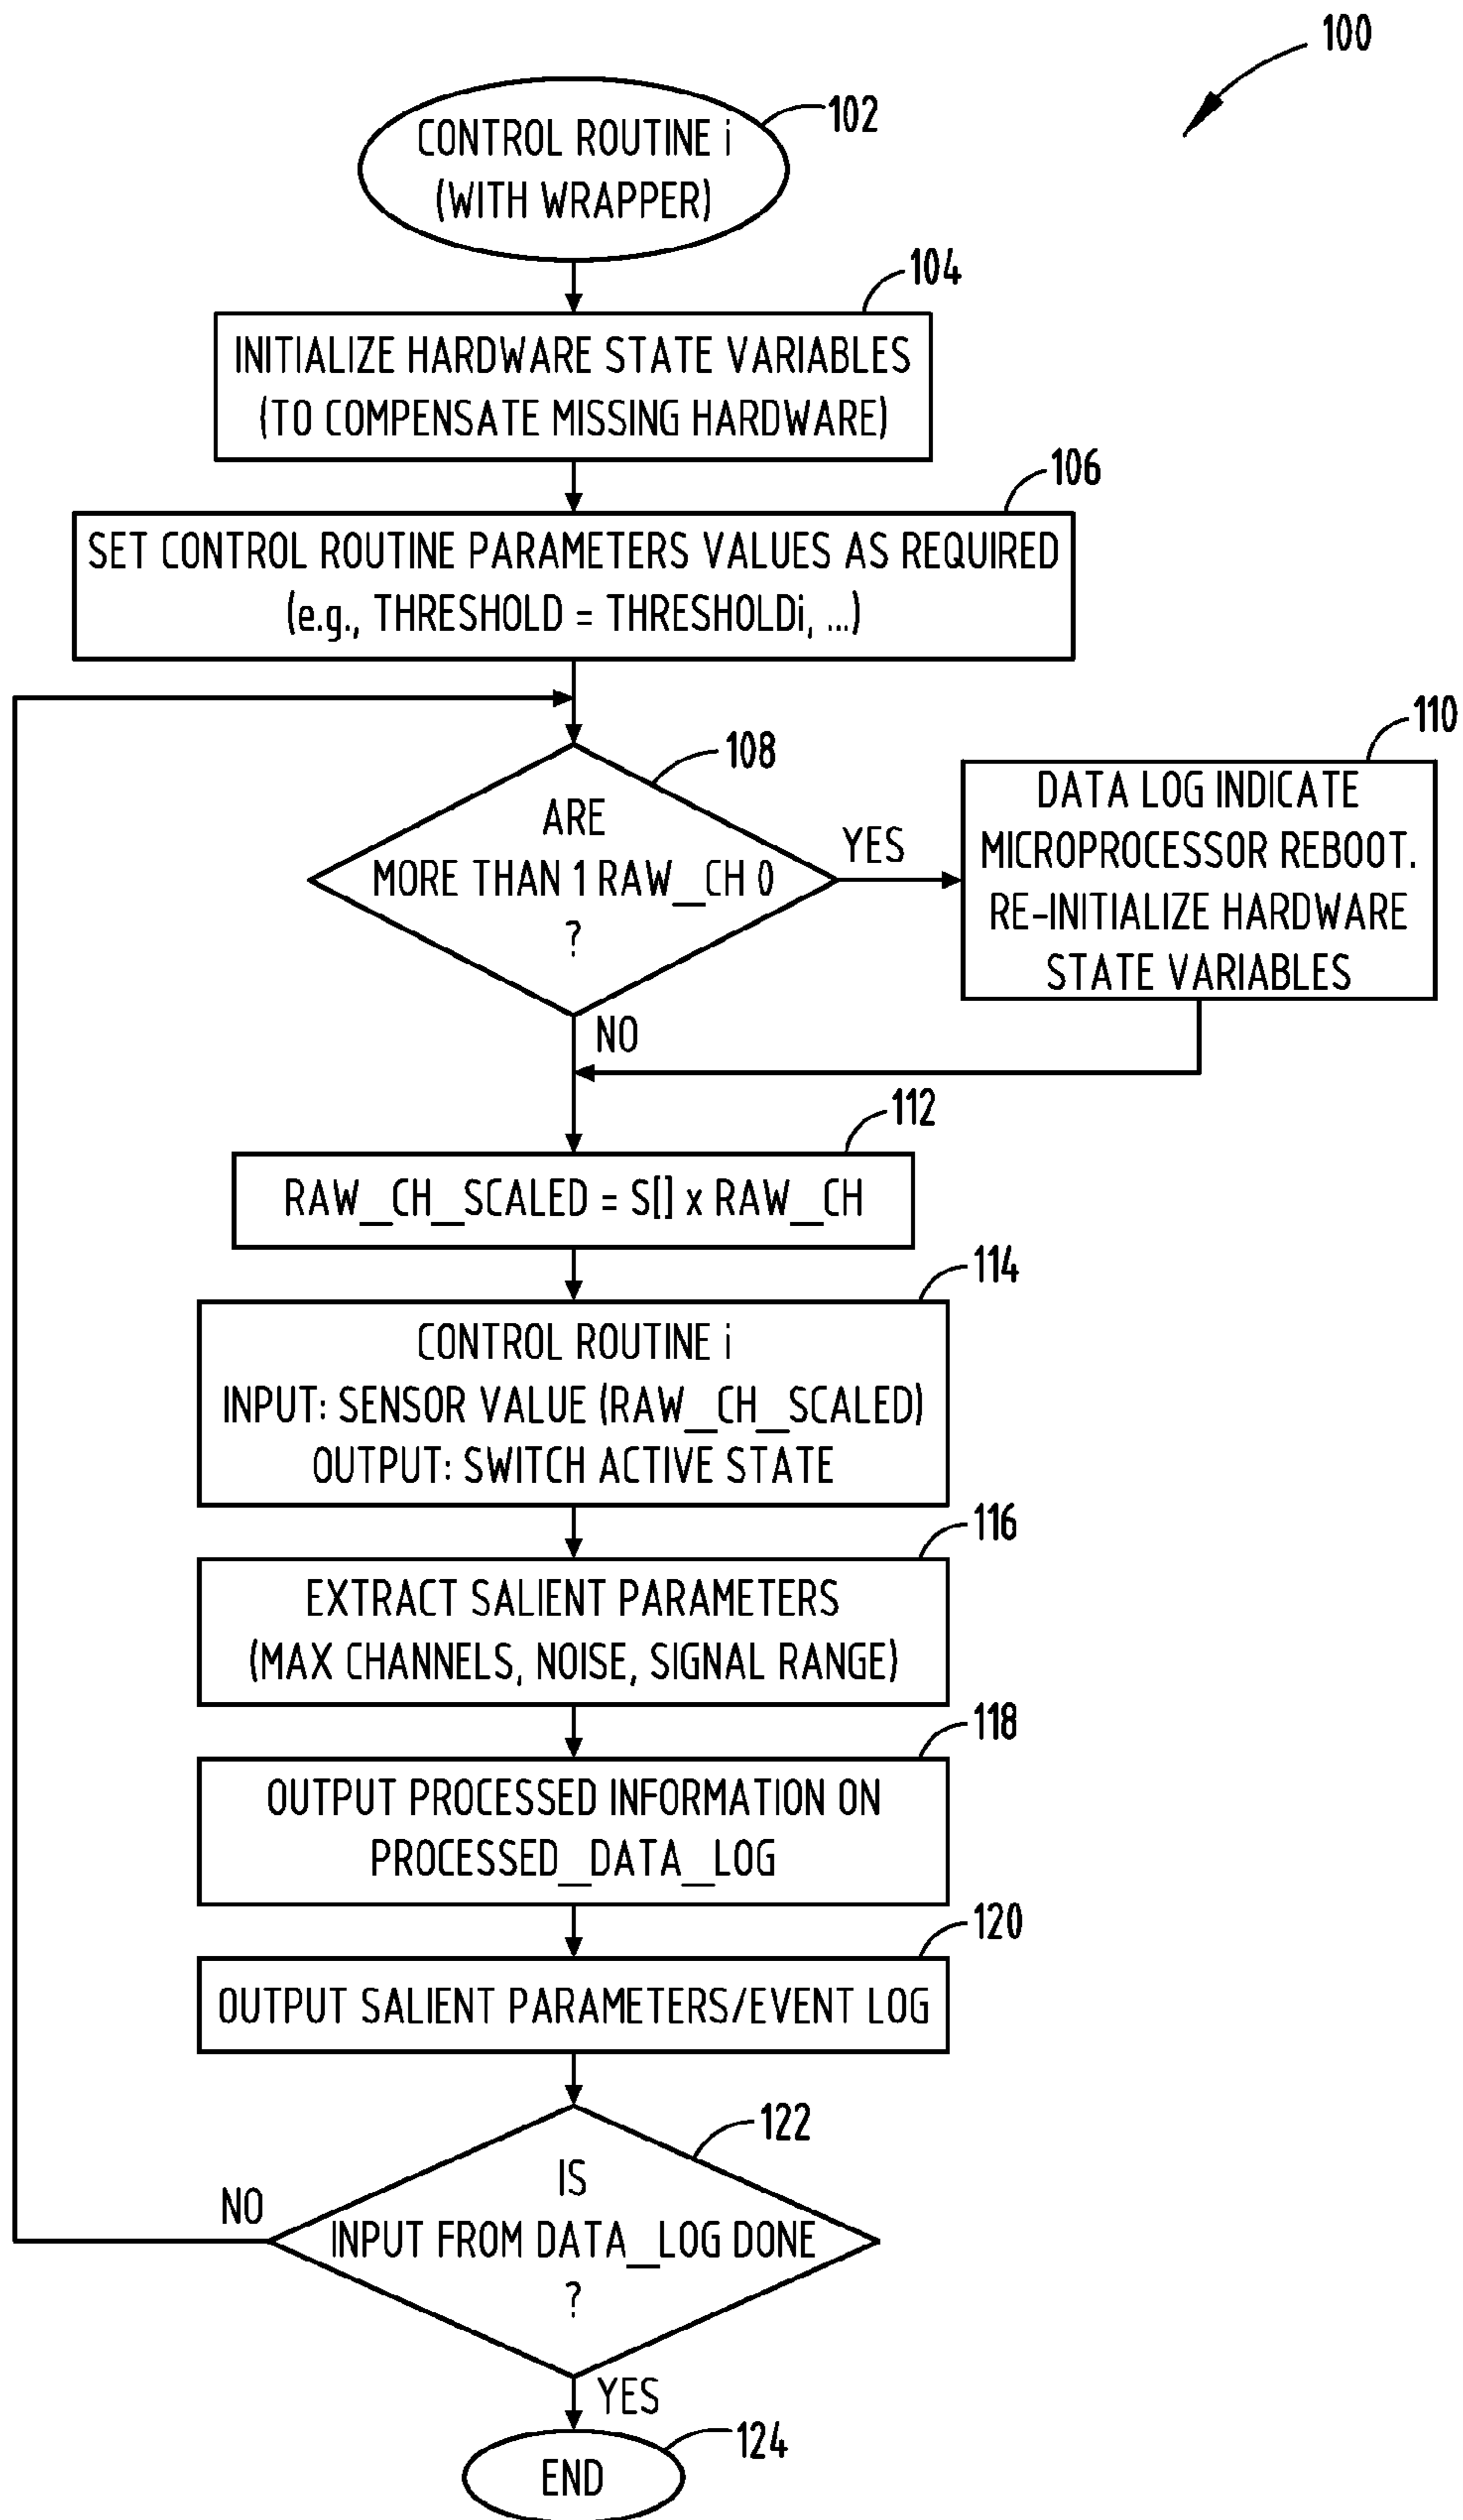 100
102
CONTROL ROUTINE i
(WITH WRAPPER)
104
INITIALIZE HARDWARE STATE VARIABLES
(TO COMPENSATE MISSING HARDWARE)
106
SET CONTROL ROUTINE PARAMETERS VALUES AS REQUIRED
(e.g., THRESHOLD = THRESHOLDi, ...)
108
ARE
MORE THAN 1 RAW_CH 0
?
YES
110
DATA LOG INDICATE
MICROPROCESSOR REBOOT.
RE-INITIALIZE HARDWARE
STATE VARIABLES
NO
112
RAW_CH_SCALED = S[] x RAW_CH
114
CONTROL ROUTINE i
INPUT: SENSOR VALUE (RAW_CH_SCALED)
OUTPUT: SWITCH ACTIVE STATE
116
EXTRACT SALIENT PARAMETERS
(MAX CHANNELS, NOISE, SIGNAL RANGE)
118
OUTPUT PROCESSED INFORMATION ON
PROCESSED_DATA_LOG
120
OUTPUT SALIENT PARAMETERS/EVENT LOG
122
IS
INPUT FROM DATA_LOG DONE
?
NO
YES
124
END